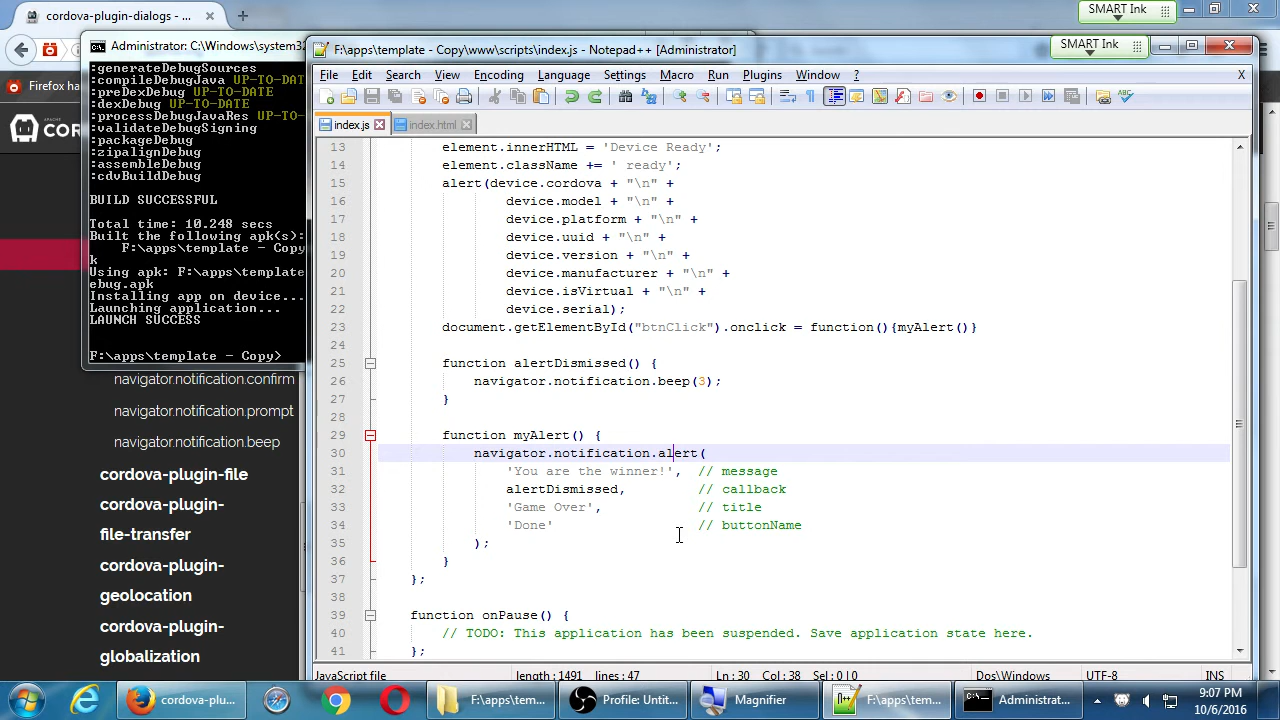 cordova-plugin-dialogs - ...
SMART Ink
Administrator: C:\Windows\system3
F:\apps\template - Copy\www\scripts\index.js - Notepad++ [Administrator]
SMART Ink
Firefox ha
COR
:generateDebugSources
:compileDebugJava UP-TO-DAT
:preDexDebug UP-TO-DATE
:dexDebug UP-TO-DATE
:processDebugJavaRes UP-TO-
:validateDebugSigning
:packageDebug
:zipalignDebug
:assembleDebug
:cdvBuildDebug
BUILD SUCCESSFUL
Total time: 10.248 secs
Built the following apk(s):
F:\apps\template - Copy
k
Using apk: F:\apps\template
ebug.apk
Installing app on device...
Launching application...
LAUNCH SUCCESS
F:\apps\template - Copy>
navigator.notification.confirm
navigator.notification.prompt
navigator.notification.beep
cordova-plugin-file
cordova-plugin-
file-transfer
cordova-plugin-
geolocation
cordova-plugin-
globalization
File Edit Search View Encoding Language Settings Macro Run Plugins Window ? X
index.js index.html
13 element.innerHTML = 'Device Ready';
14 element.className += ' ready';
15 alert(device.cordova + "\n" +
16 device.model + "\n" +
17 device.platform + "\n" +
18 device.uuid + "\n" +
19 device.version + "\n" +
20 device.manufacturer + "\n" +
21 device.isVirtual + "\n" +
22 device.serial);
23 document.getElementById("btnClick").onclick = function(){myAlert()}
24
25 function alertDismissed() {
26 navigator.notification.beep(3);
27 }
28
29 function myAlert() {
30 navigator.notification.alert(
31 'You are the winner!', // message
32 alertDismissed, // callback
33 'Game Over', // title
34 'Done' // buttonName
35 );
36 }
37 };
38
39 function onPause() {
40 // TODO: This application has been suspended. Save application state here.
41 };
JavaScript file length : 1491 lines : 47 Ln : 30 Col : 38 Sel : 0 | 0 Dos\Windows UTF-8 INS
cordova-plu... F:\apps\tem... Profile: Untit... Magnifier F:\apps\tem... Administrat...
9:07 PM
10/6/2016